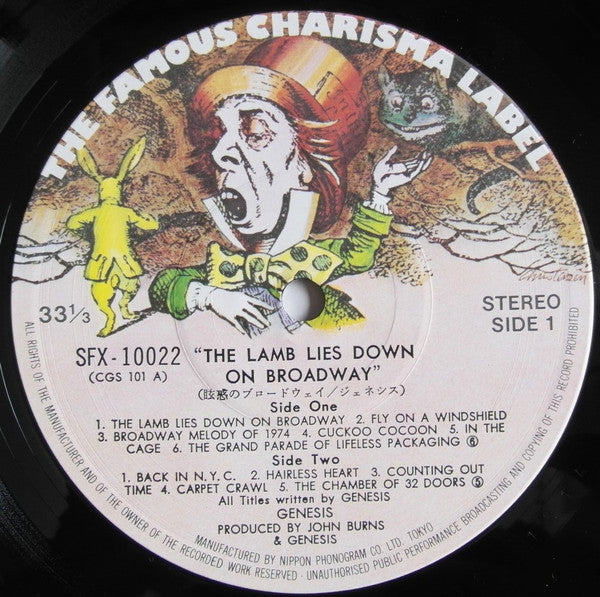 THE FAMOUS CHARISMA LABEL
33 1/3
STEREO
SIDE 1
SFX-10022
(CGS 101 A)
"THE LAMB LIES DOWN
ON BROADWAY"
(眩惑のブロードウェイ/ジェネシス)
Side One
1. THE LAMB LIES DOWN ON BROADWAY 2. FLY ON A WINDSHIELD
3. BROADWAY MELODY OF 1974 4. CUCKOO COCOON 5. IN THE
CAGE 6. THE GRAND PARADE OF LIFELESS PACKAGING ⑥
Side Two
1. BACK IN N.Y.C. 2. HAIRLESS HEART 3. COUNTING OUT
TIME 4. CARPET CRAWL 5. THE CHAMBER OF 32 DOORS ⑤
All Titles written by GENESIS
GENESIS
PRODUCED BY JOHN BURNS
& GENESIS
MANUFACTURED BY NIPPON PHONOGRAM CO. LTD. TOKYO
ALL RIGHTS OF THE MANUFACTURER AND OF THE OWNER OF THE RECORDED WORK RESERVED · UNAUTHORISED PUBLIC PERFORMANCE BROADCASTING AND COPYING OF THIS RECORD PROHIBITED